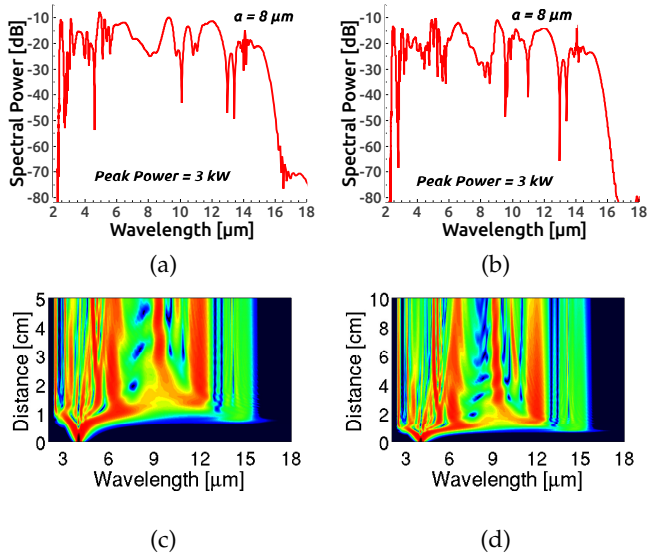 a = 8 µm
Peak Power = 3 kW
Spectral Power [dB]
-10
-20
-30
-40
-50
-60
-70
-80
2 4 6 8 10 12 14 16 18
Wavelength [µm]
(a)
a = 8 µm
Peak Power = 3 kW
Spectral Power [dB]
-10
-20
-30
-40
-50
-60
-70
-80
2 4 6 8 10 12 14 16 18
Wavelength [µm]
(b)
Distance [cm]
5
4
3
2
1
0
3 6 9 12 15 18
Wavelength [µm]
(c)
Distance [cm]
10
8
6
4
2
0
3 6 9 12 15 18
Wavelength [µm]
(d)